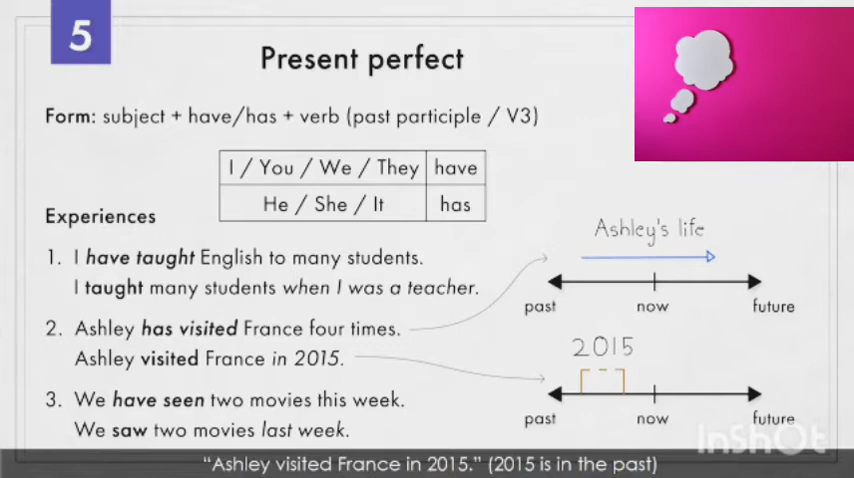 5
Present perfect
Form: subject + have/has + verb (past participle / V3)
I / You / We / They have
He / She / It has
Experiences
1. I have taught English to many students.
I taught many students when I was a teacher.
2. Ashley has visited France four times.
Ashley visited France in 2015.
3. We have seen two movies this week.
We saw two movies last week.
Ashley's life
past now future
2015
past now future
InShOt
"Ashley visited France in 2015." (2015 is in the past)